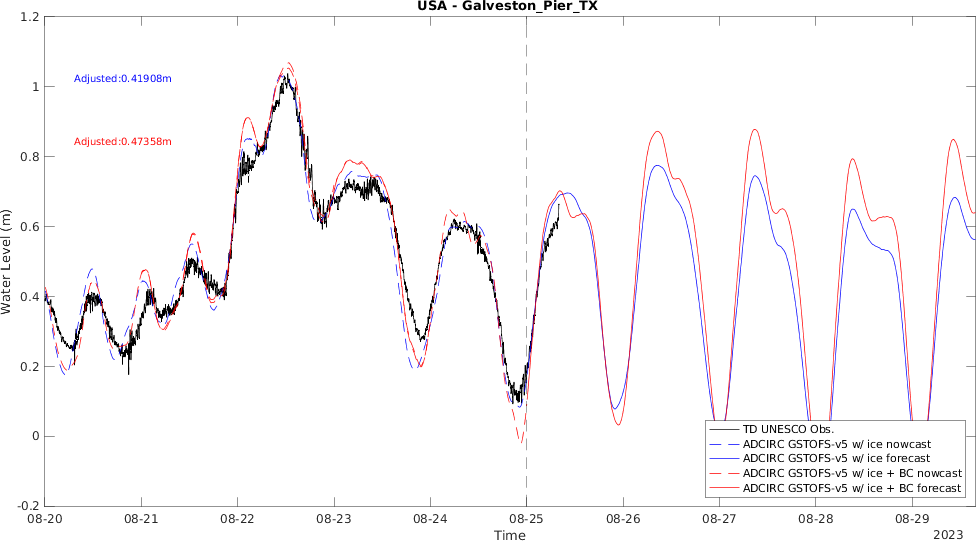 USA - Galveston_Pier_TX
1.2
1
0.8
0.6
0.4
0.2
0
-0.2
Water Level (m)
Adjusted:0.41908m
Adjusted:0.47358m
TD UNESCO Obs.
ADCIRC GSTOFS-v5 w/ ice nowcast
ADCIRC GSTOFS-v5 w/ ice forecast
ADCIRC GSTOFS-v5 w/ ice + BC nowcast
ADCIRC GSTOFS-v5 w/ ice + BC forecast
08-20 08-21 08-22 08-23 08-24 08-25 08-26 08-27 08-28 08-29
Time
2023